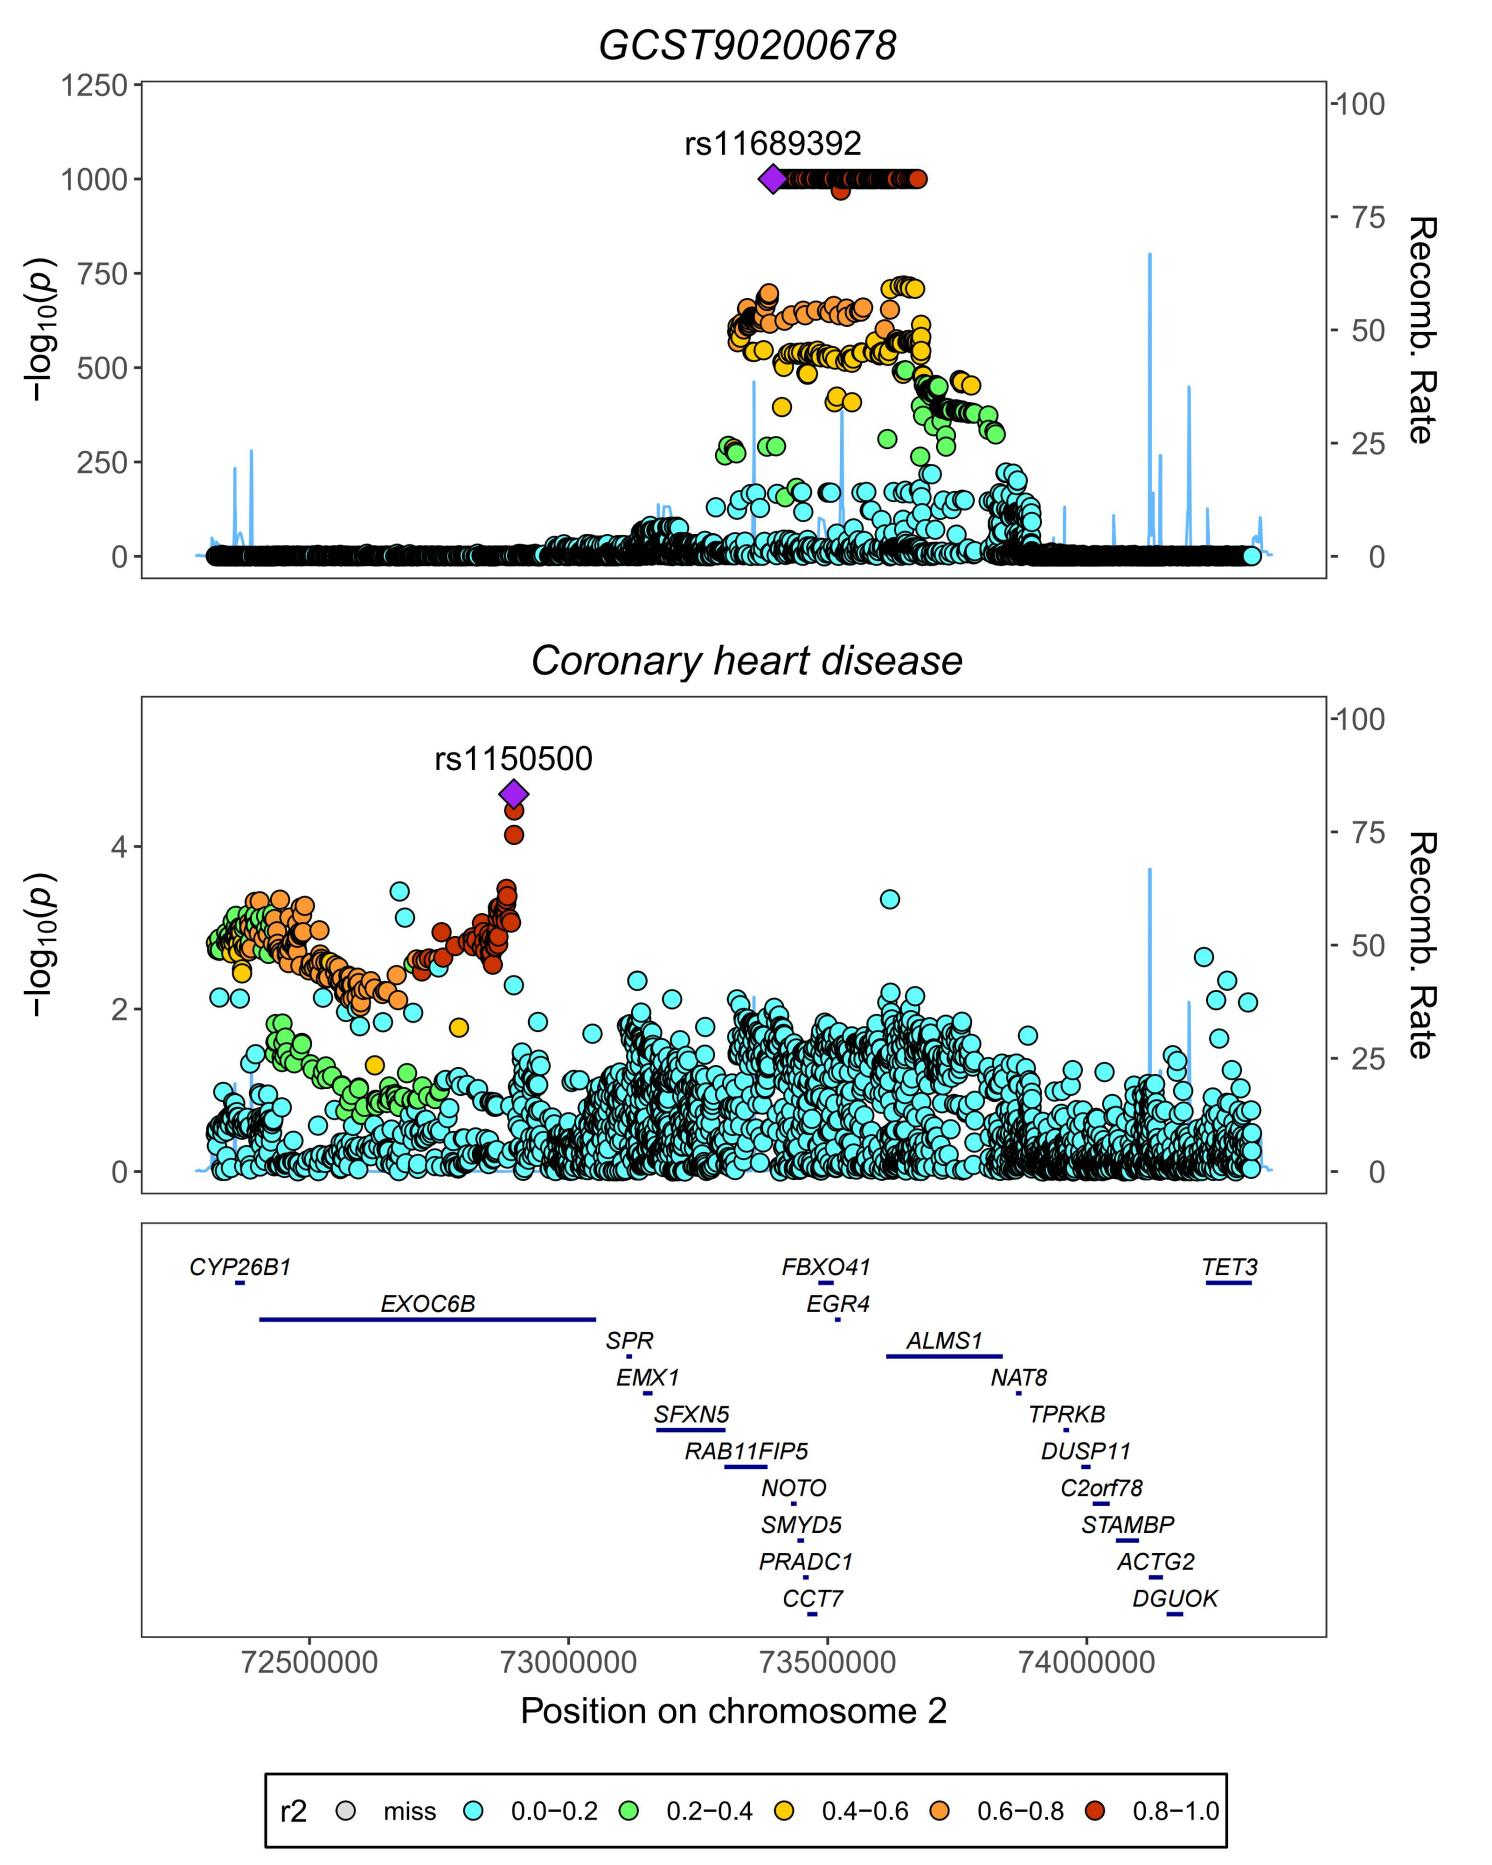 GCST90200678
1250
1000
750
500
250
0
−log10(p)
rs11689392
100
75
50
25
0
Recomb. Rate
Coronary heart disease
4
2
0
−log10(p)
rs1150500
100
75
50
25
0
Recomb. Rate
CYP26B1 FBXO41 TET3
EXOC6B EGR4
SPR ALMS1
EMX1 NAT8
SFXN5 TPRKB
RAB11FIP5 DUSP11
NOTO C2orf78
SMYD5 STAMBP
PRADC1 ACTG2
CCT7 DGUOK
72500000 73000000 73500000 74000000
Position on chromosome 2
r2 miss 0.0−0.2 0.2−0.4 0.4−0.6 0.6−0.8 0.8−1.0